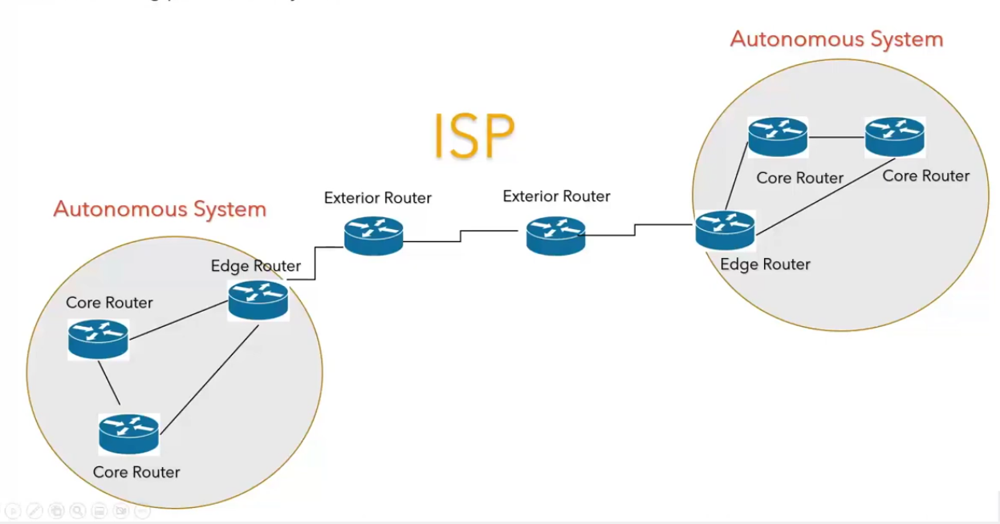 Autonomous System
ISP
Exterior Router
Exterior Router
Core Router
Core Router
Autonomous System
Edge Router
Edge Router
Core Router
Core Router